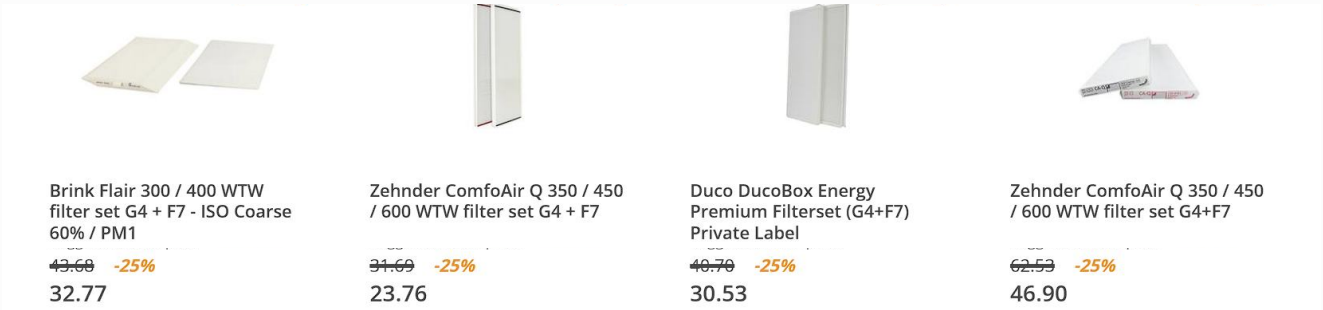 Brink Flair 300 / 400 WTW
filter set G4 + F7 - ISO Coarse
60% / PM1
43.68 -25%
32.77
Zehnder ComfoAir Q 350 / 450
/ 600 WTW filter set G4 + F7
31.69 -25%
23.76
Duco DucoBox Energy
Premium Filterset (G4+F7)
Private Label
40.70 -25%
30.53
Zehnder ComfoAir Q 350 / 450
/ 600 WTW filter set G4+F7
62.53 -25%
46.90